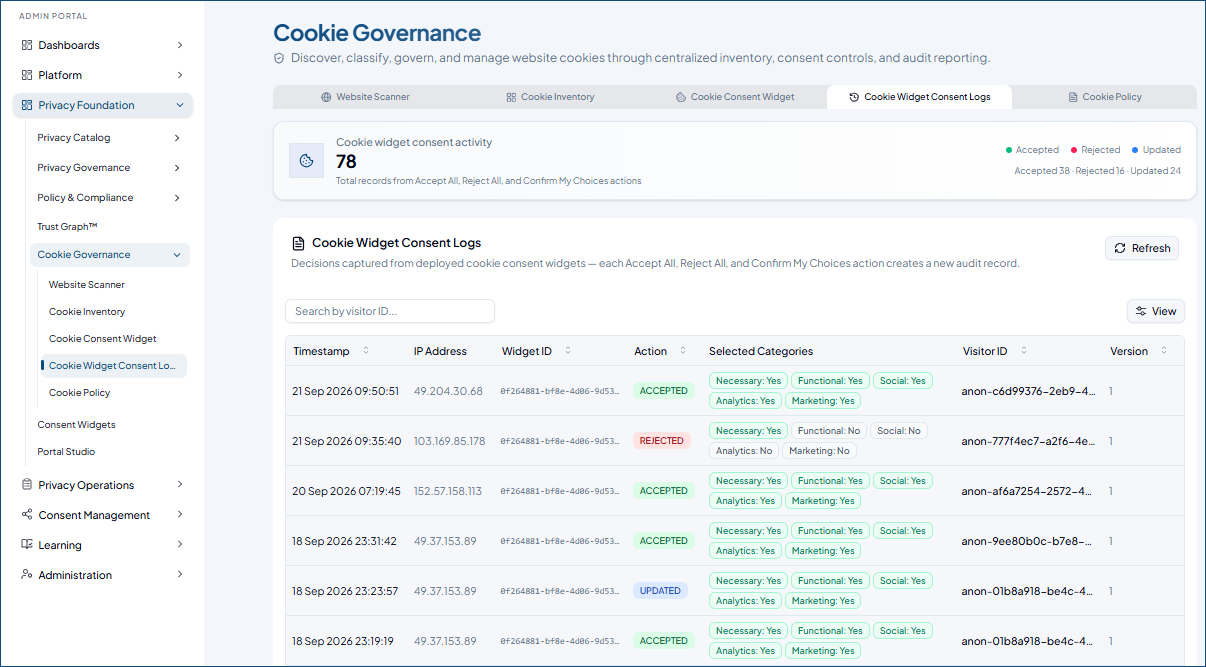 ADMIN PORTAL
Dashboards
Platform
Privacy Foundation
Privacy Catalog
Privacy Governance
Policy & Compliance
Trust Graph™
Cookie Governance
Website Scanner
Cookie Inventory
Cookie Consent Widget
Cookie Widget Consent Lo...
Cookie Policy
Consent Widgets
Portal Studio
Privacy Operations
Consent Management
Learning
Administration
Cookie Governance
Discover, classify, govern, and manage website cookies through centralized inventory, consent controls, and audit reporting.
Website Scanner Cookie Inventory Cookie Consent Widget Cookie Widget Consent Logs Cookie Policy
Cookie widget consent activity
78
Total records from Accept All, Reject All, and Confirm My Choices actions
Accepted Rejected Updated
Accepted 38 · Rejected 16 · Updated 24
Cookie Widget Consent Logs
Decisions captured from deployed cookie consent widgets — each Accept All, Reject All, and Confirm My Choices action creates a new audit record.
Refresh
Search by visitor ID...
View
Timestamp IP Address Widget ID Action Selected Categories Visitor ID Version
21 Sep 2026 09:50:51 49.204.30.68 0f264881-bf8e-4d06-9d53... ACCEPTED Necessary: Yes Functional: Yes Social: Yes anon-c6d99376-2eb9-4... 1
Analytics: Yes Marketing: Yes
21 Sep 2026 09:35:40 103.169.85.178 0f264881-bf8e-4d06-9d53... REJECTED Necessary: Yes Functional: No Social: No anon-777f4ec7-a2f6-4e... 1
Analytics: No Marketing: No
20 Sep 2026 07:19:45 152.57.158.113 0f264881-bf8e-4d06-9d53... ACCEPTED Necessary: Yes Functional: Yes Social: Yes anon-af6a7254-2572-4... 1
Analytics: Yes Marketing: Yes
18 Sep 2026 23:31:42 49.37.153.89 0f264881-bf8e-4d06-9d53... ACCEPTED Necessary: Yes Functional: Yes Social: Yes anon-9ee80b0c-b7e8-... 1
Analytics: Yes Marketing: Yes
18 Sep 2026 23:23:57 49.37.153.89 0f264881-bf8e-4d06-9d53... UPDATED Necessary: Yes Functional: Yes Social: Yes anon-01b8a918-be4c-4... 1
Analytics: Yes Marketing: Yes
18 Sep 2026 23:19:19 49.37.153.89 0f264881-bf8e-4d06-9d53... ACCEPTED Necessary: Yes Functional: Yes Social: Yes anon-01b8a918-be4c-4... 1
Analytics: Yes Marketing: Yes